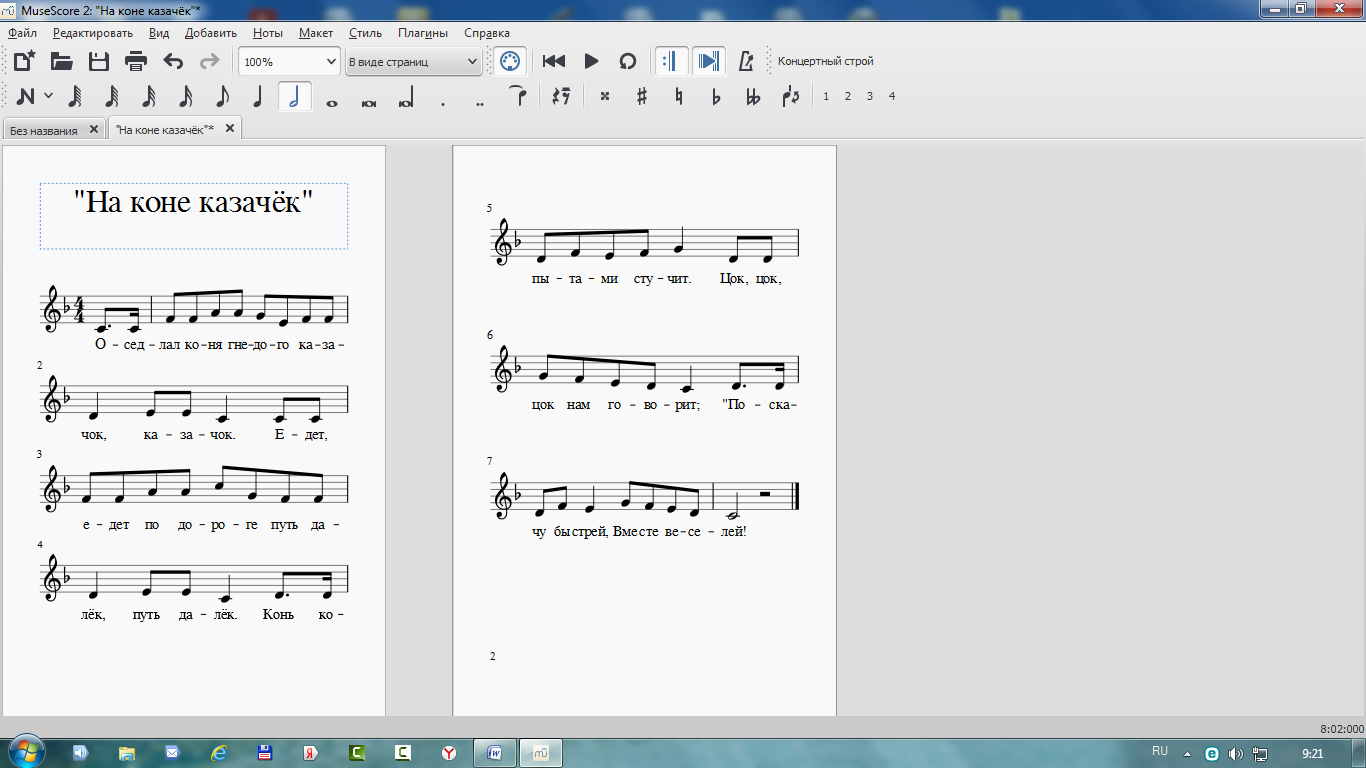 MuseScore 2: "На коне казачёк"*
Файл Редактировать Вид Добавить Ноты Макет Стиль Плагины Справка
100% В виде страниц Концертный строй
1 2 3 4
Без названия "На коне казачёк"*
"На коне казачёк"
4
4
О – сед – лал ко–ня гне–до–го ка–за–
2
чок, ка – за – чок. Е – дет,
3
е – дет по до – ро – ге путь да –
4
лёк, путь да – лёк. Конь ко –
5
пы – та – ми сту – чит. Цок, цок,
6
цок нам го – во – рит; "По – ска–
7
чу быстрей, Вместе ве–се – лей!
2
8:02:000
RU 9:21